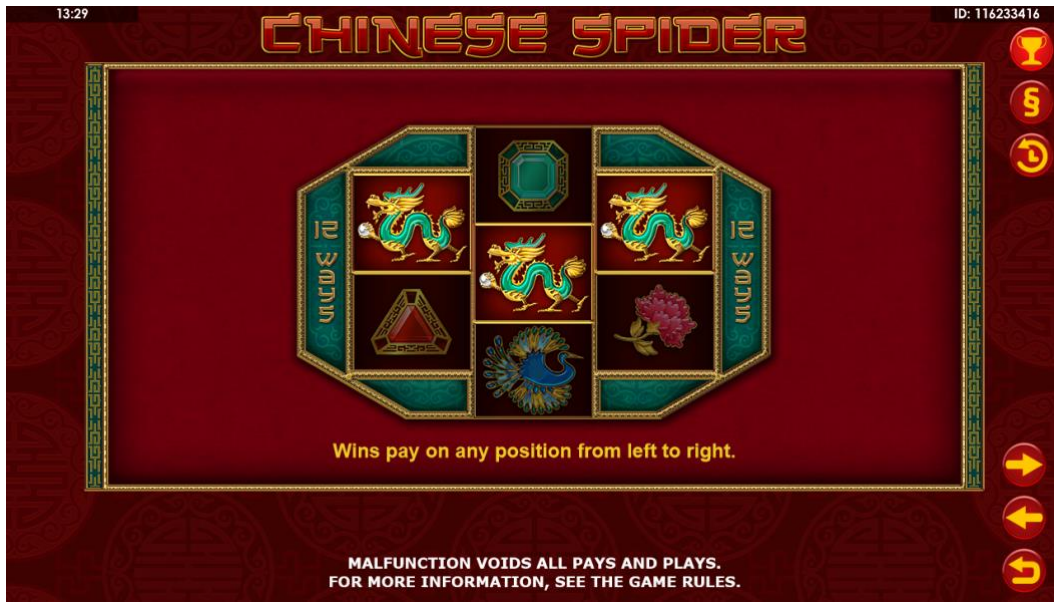 13:29
CHINESE SPIDER
ID: 116233416
§
12 WAYS
12 WAYS
Wins pay on any position from left to right.
MALFUNCTION VOIDS ALL PAYS AND PLAYS.
FOR MORE INFORMATION, SEE THE GAME RULES.